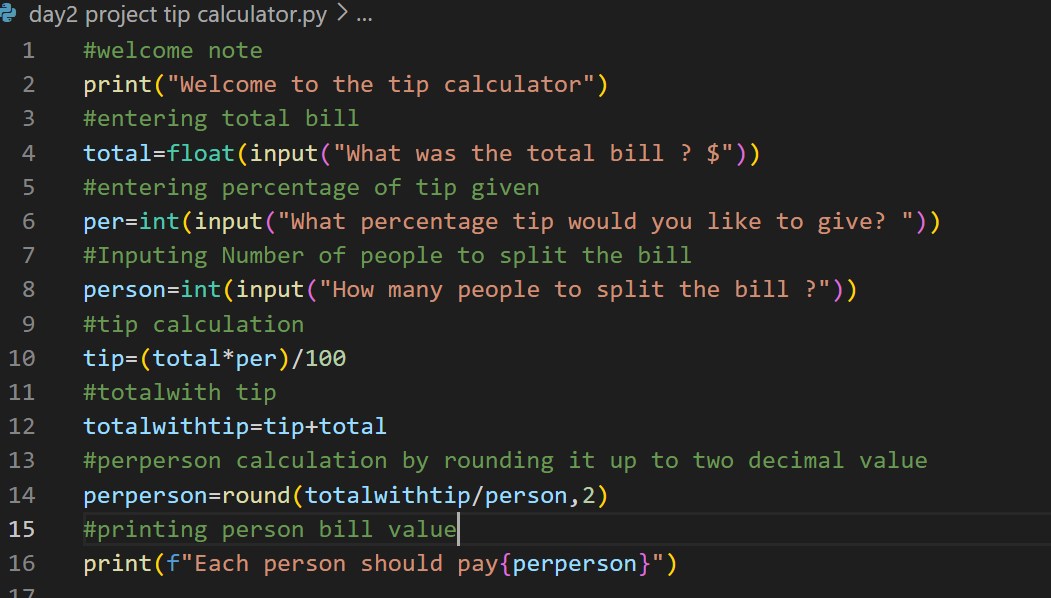 day2 project tip calculator.py > ...
1 #welcome note
2 print("Welcome to the tip calculator")
3 #entering total bill
4 total=float(input("What was the total bill ? $"))
5 #entering percentage of tip given
6 per=int(input("What percentage tip would you like to give? "))
7 #Inputing Number of people to split the bill
8 person=int(input("How many people to split the bill ?"))
9 #tip calculation
10 tip=(total*per)/100
11 #totalwith tip
12 totalwithtip=tip+total
13 #perperson calculation by rounding it up to two decimal value
14 perperson=round(totalwithtip/person,2)
15 #printing person bill value
16 print(f"Each person should pay{perperson}")
17